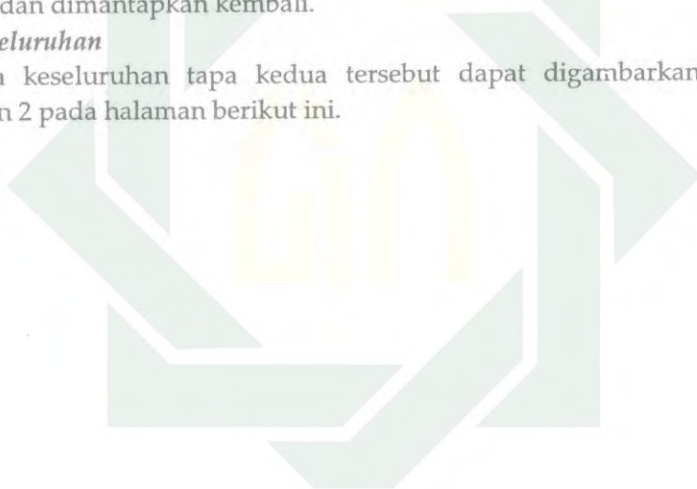 dan dimantapkan kembali.
eluruhan
keseluruhan tapa kedua tersebut dapat digambarkan
n 2 pada halaman berikut ini.